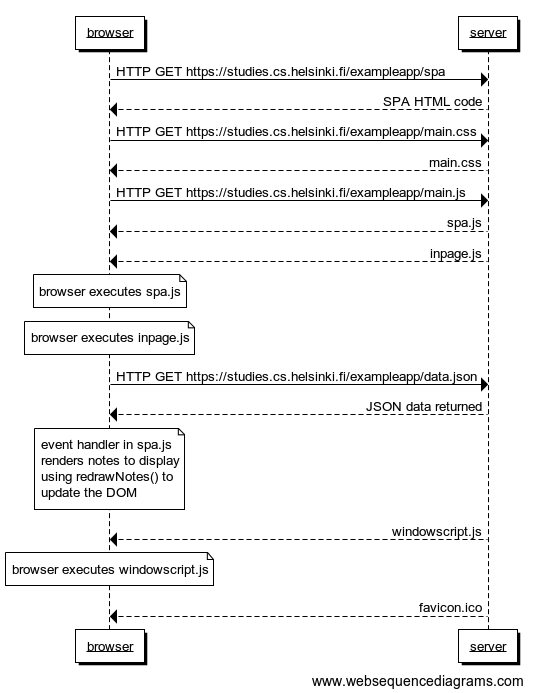 browser
server
HTTP GET https://studies.cs.helsinki.fi/exampleapp/spa
SPA HTML code
HTTP GET https://studies.cs.helsinki.fi/exampleapp/main.css
main.css
HTTP GET https://studies.cs.helsinki.fi/exampleapp/main.js
spa.js
inpage.js
browser executes spa.js
browser executes inpage.js
HTTP GET https://studies.cs.helsinki.fi/exampleapp/data.json
JSON data returned
event handler in spa.js
renders notes to display
using redrawNotes() to
update the DOM
windowscript.js
browser executes windowscript.js
favicon.ico
browser
server
www.websequencediagrams.com